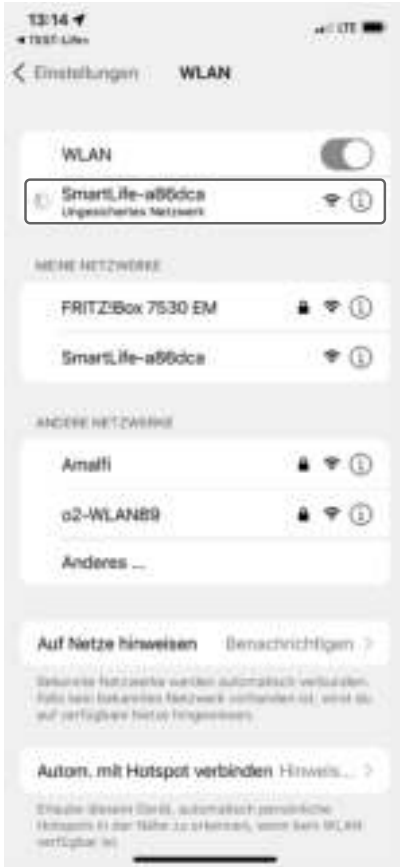 13:14
LTE
Einstellungen WLAN
WLAN
SmartLife-a86dca
Ungesichertes Netzwerk
MEINE NETZWERKE
FRITZ!Box 7530 EM
SmartLife-a86dca
ANDERE NETZWERKE
Amalfi
o2-WLAN89
Anderes ...
Auf Netze hinweisen Benachrichtigen
Bekannte Netzwerke werden automatisch verbunden.
Falls kein bekanntes Netzwerk vorhanden ist, wirst du
auf verfügbare Netze hingewiesen.
Autom. mit Hotspot verbinden Hinweis...
Erlaube diesem Gerät, automatisch persönliche
Hotspots in der Nähe zu erkennen, wenn kein WLAN
verfügbar ist.